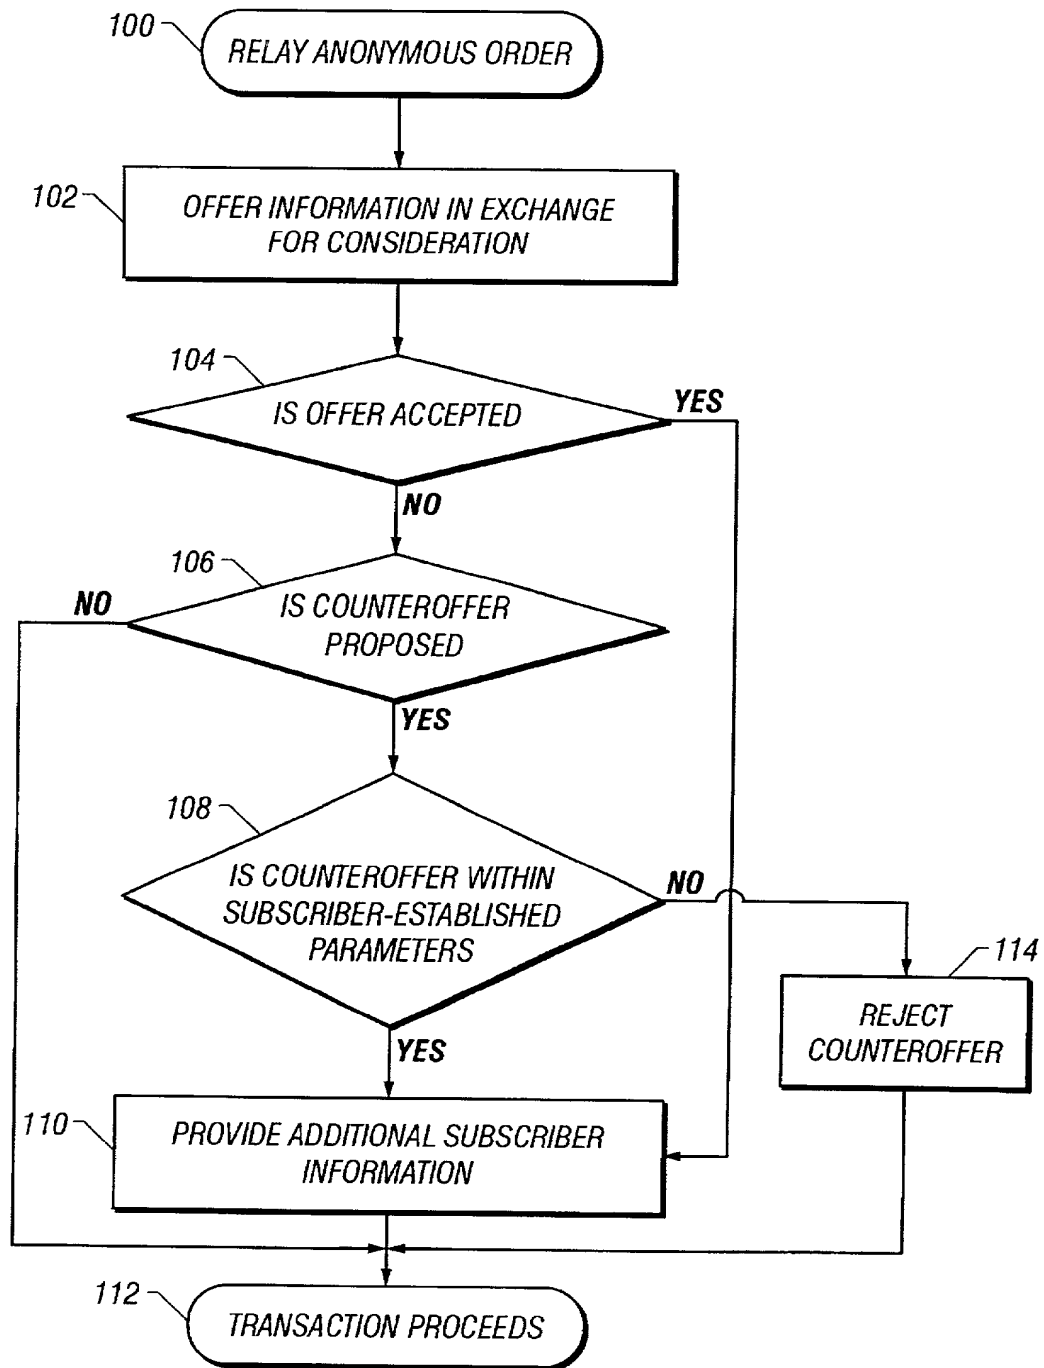 100
RELAY ANONYMOUS ORDER
102
OFFER INFORMATION IN EXCHANGE
FOR CONSIDERATION
104
IS OFFER ACCEPTED
YES
NO
106
NO
IS COUNTEROFFER
PROPOSED
YES
108
IS COUNTEROFFER WITHIN
SUBSCRIBER-ESTABLISHED
PARAMETERS
NO
114
REJECT
COUNTEROFFER
YES
110
PROVIDE ADDITIONAL SUBSCRIBER
INFORMATION
112
TRANSACTION PROCEEDS